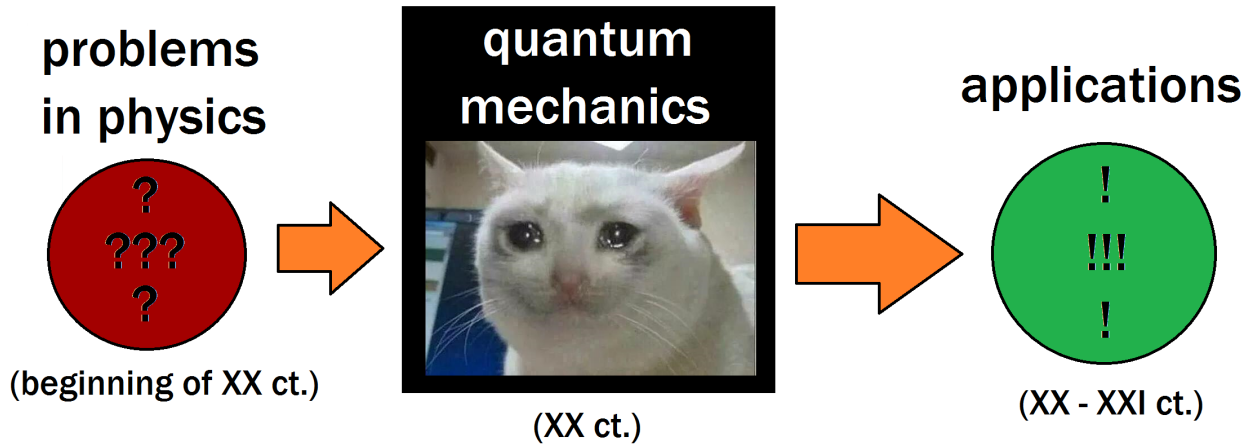 problems
in physics
?
???
?
(beginning of XX ct.)
quantum
mechanics
(XX ct.)
applications
!
!!!
!
(XX - XXI ct.)